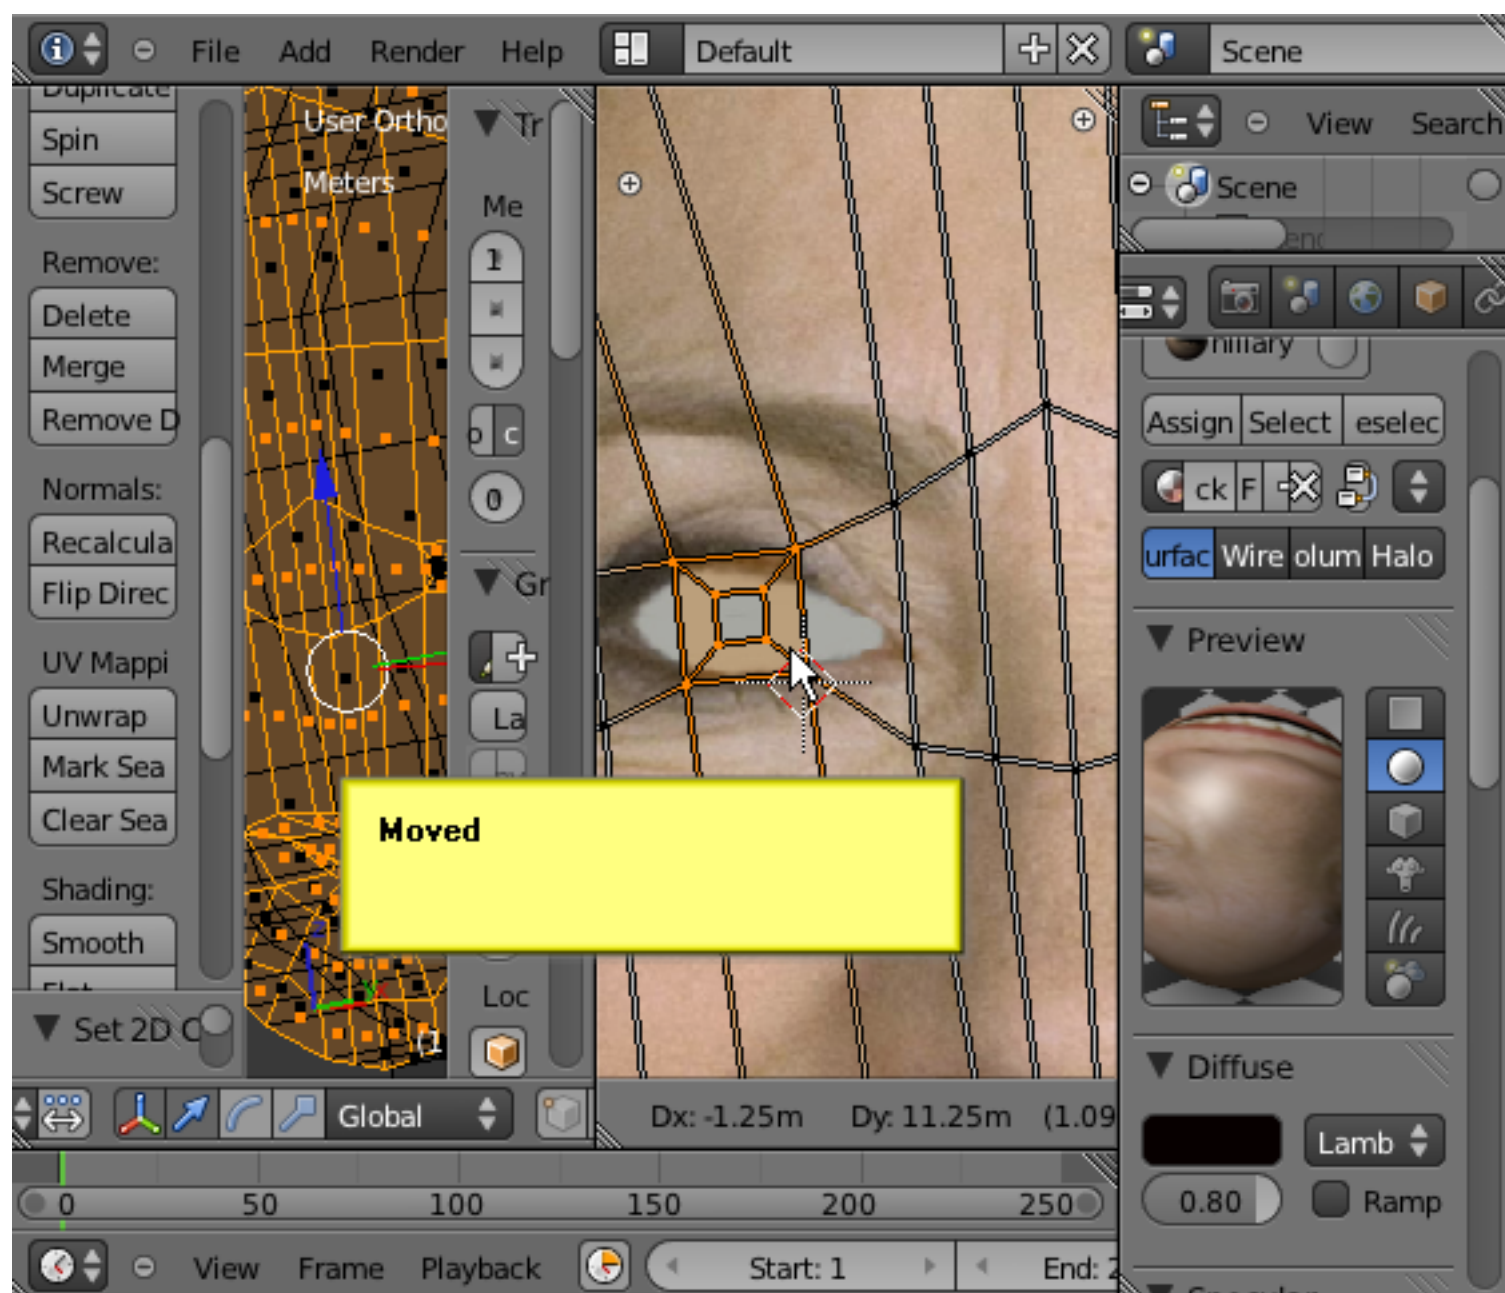 File Add Render Help Default Scene
Duplicate
Spin
Screw
Remove:
Delete
Merge
Remove D
Normals:
Recalcula
Flip Direc
UV Mappi
Unwrap
Mark Sea
Clear Sea
Shading:
Smooth
Flat
Set 2D C
User Ortho
Meters
(1
Tr
Me
1
o c
0
Gr
La
Loc
Global
Moved
Dx: -1.25m Dy: 11.25m (1.09
View Search
Scene
Assign Select eselec
ck F
urfac Wire olum Halo
Preview
Diffuse
Lamb
0.80 Ramp
0 50 100 150 200 250
View Frame Playback Start: 1 End: 2